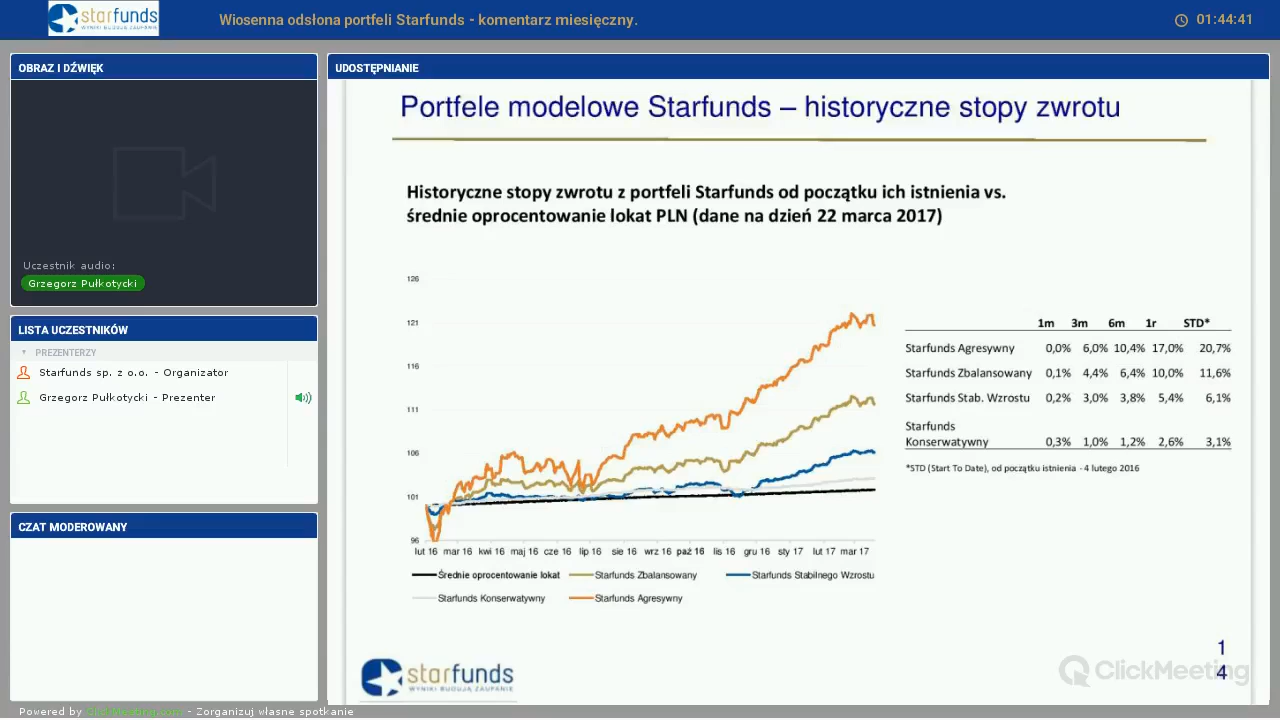 starfunds
WYNIKI BUDUJĄ ZAUFANIE
Wiosenna odsłona portfeli Starfunds - komentarz miesięczny.
01:44:41
OBRAZ I DŹWIĘK
Uczestnik audio:
Grzegorz Pułkotycki
LISTA UCZESTNIKÓW
PREZENTERZY
Starfunds sp. z o.o. - Organizator
Grzegorz Pułkotycki - Prezenter
CZAT MODEROWANY
Powered by ClickMeeting.com - Zorganizuj własne spotkanie
UDOSTĘPNIANIE
Portfele modelowe Starfunds – historyczne stopy zwrotu
Historyczne stopy zwrotu z portfeli Starfunds od początku ich istnienia vs.
średnie oprocentowanie lokat PLN (dane na dzień 22 marca 2017)
126
121
116
111
106
101
96
lut 16 mar 16 kwi 16 maj 16 cze 16 lip 16 sie 16 wrz 16 paź 16 lis 16 gru 16 sty 17 lut 17 mar 17
Średnie oprocentowanie lokat Starfunds Zbalansowany Starfunds Stabilnego Wzrostu
Starfunds Konserwatywny Starfunds Agresywny
1m 3m 6m 1r STD*
Starfunds Agresywny 0,0% 6,0% 10,4% 17,0% 20,7%
Starfunds Zbalansowany 0,1% 4,4% 6,4% 10,0% 11,6%
Starfunds Stab. Wzrostu 0,2% 3,0% 3,8% 5,4% 6,1%
Starfunds
Konserwatywny 0,3% 1,0% 1,2% 2,6% 3,1%
*STD (Start To Date), od początku istnienia - 4 lutego 2016
starfunds
WYNIKI BUDUJĄ ZAUFANIE
1
4
ClickMeeting